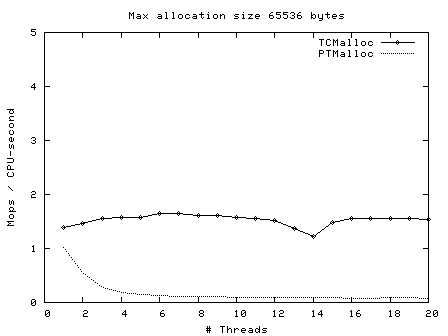 Max allocation size 65536 bytes
TCMalloc
PTMalloc
Mops / CPU-second
5
4
3
2
1
0
0 2 4 6 8 10 12 14 16 18 20
# Threads